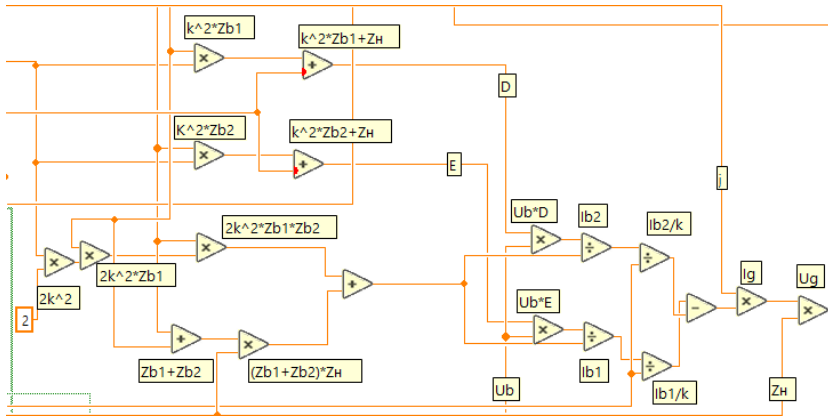 k^2*Zb1
k^2*Zb1+Zн
D
K^2*Zb2
k^2*Zb2+Zн
E
j
2k^2*Zb1*Zb2
Ub*D
Ib2
Ib2/k
2k^2*Zb1
2k^2
2
Ig
Ug
Ub*E
Zb1+Zb2
(Zb1+Zb2)*Zн
Ub
Ib1
Ib1/k
Zн